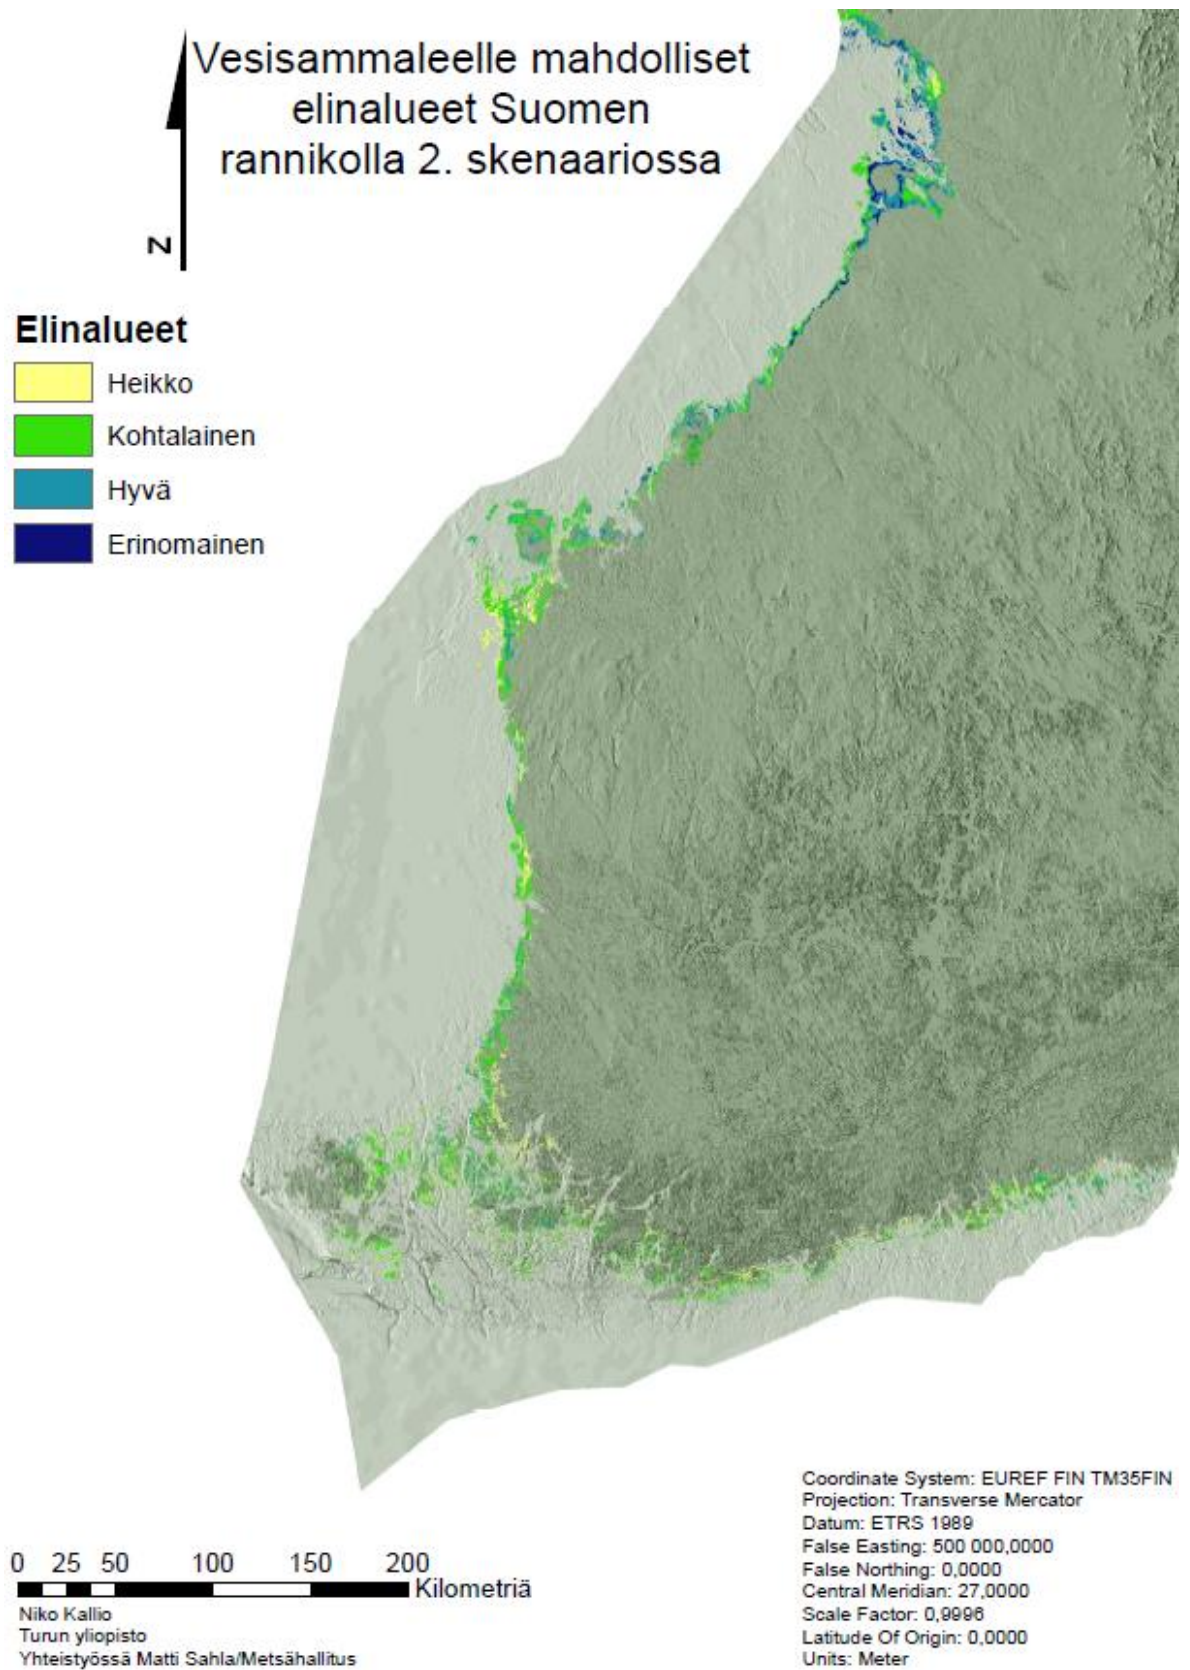 Vesisammaleelle mahdolliset
elinalueet Suomen
rannikolla 2. skenaariossa
N
Elinalueet
Heikko
Kohtalainen
Hyvä
Erinomainen
0 25 50 100 150 200
Kilometriä
Niko Kallio
Turun yliopisto
Yhteistyössä Matti Sahla/Metsähallitus
Coordinate System: EUREF FIN TM35FIN
Projection: Transverse Mercator
Datum: ETRS 1989
False Easting: 500 000,0000
False Northing: 0,0000
Central Meridian: 27,0000
Scale Factor: 0,9996
Latitude Of Origin: 0,0000
Units: Meter